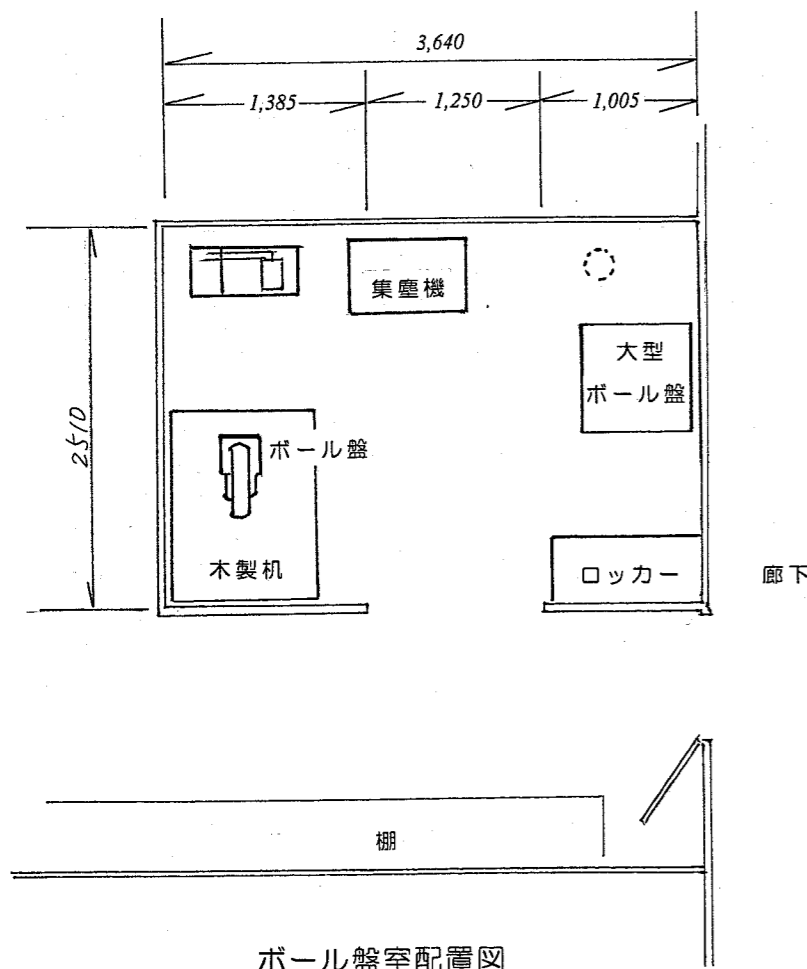 3,640
1,385
1,250
1,005
集塵機
大型
ボール盤
2510
ボール盤
木製机
ロッカー
廊下
棚
ボール盤室配置図